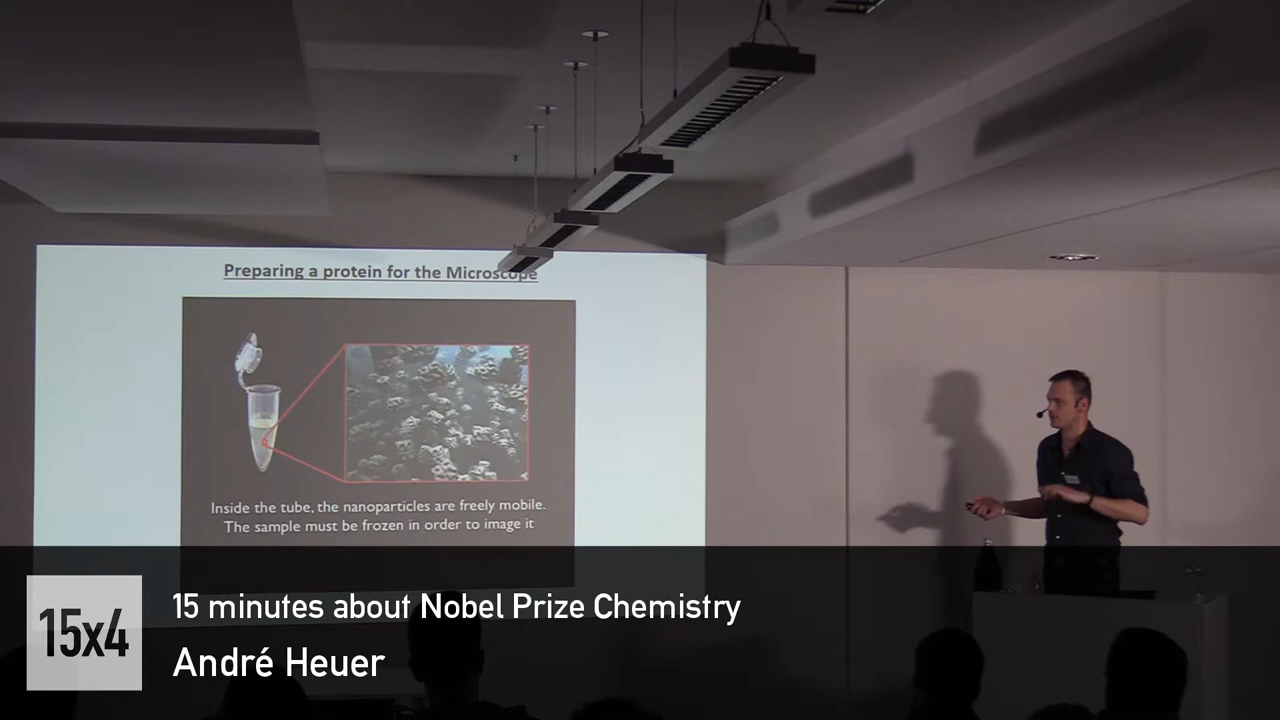 Preparing a protein for the Microscope
Inside the tube, the nanoparticles are freely mobile.
The sample must be frozen in order to image it
15x4
15 minutes about Nobel Prize Chemistry
André Heuer